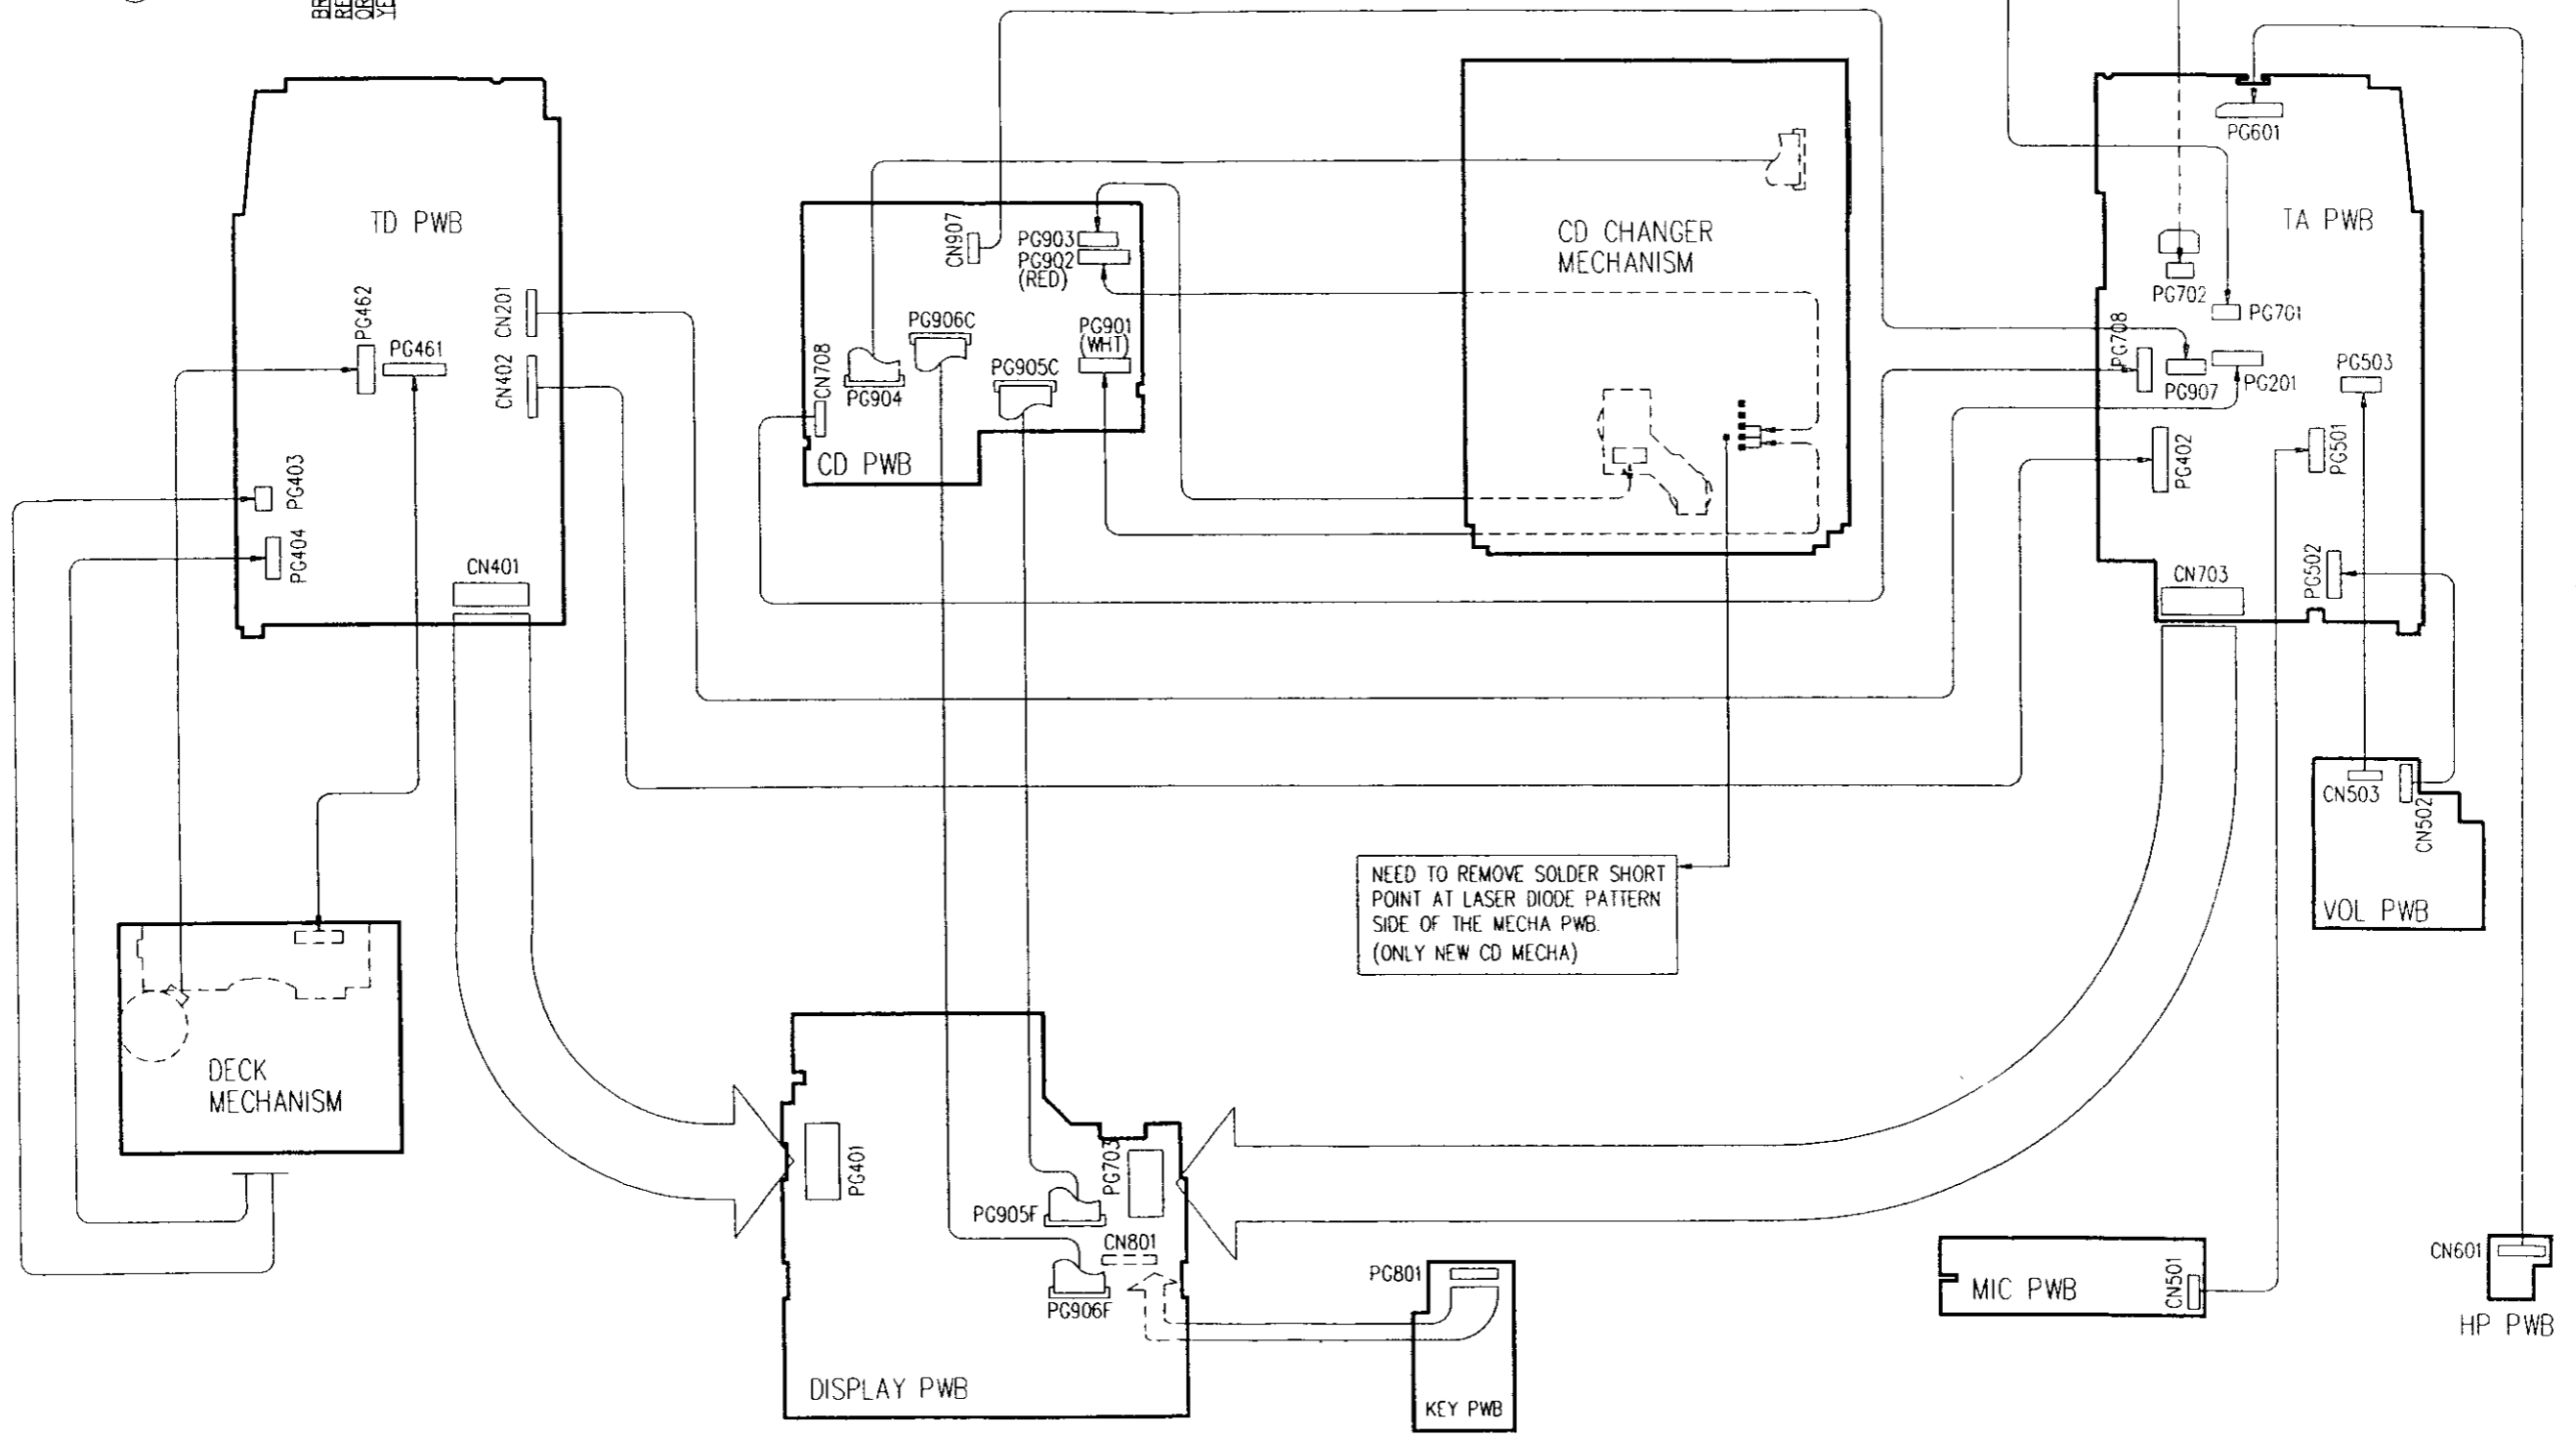 PG601
TD PWB
TA PWB
CN907
PG903
PG902
(RED)
CD CHANGER
MECHANISM
PG702
PG701
PG462
PG461
CN201
CN402
PG906C
PG901
(WHT)
PG905C
CN708
PG904
PG708
PG907
PG201
PG503
CD PWB
PG403
PG404
CN401
PG402
PG501
PG502
CN703
CN503
CN502
VOL PWB
NEED TO REMOVE SOLDER SHORT
POINT AT LASER DIODE PATTERN
SIDE OF THE MECHA PWB.
(ONLY NEW CD MECHA)
DECK
MECHANISM
PG401
PG703
PG905F
CN801
PG906F
DISPLAY PWB
PG801
KEY PWB
MIC PWB
CN501
CN601
HP PWB